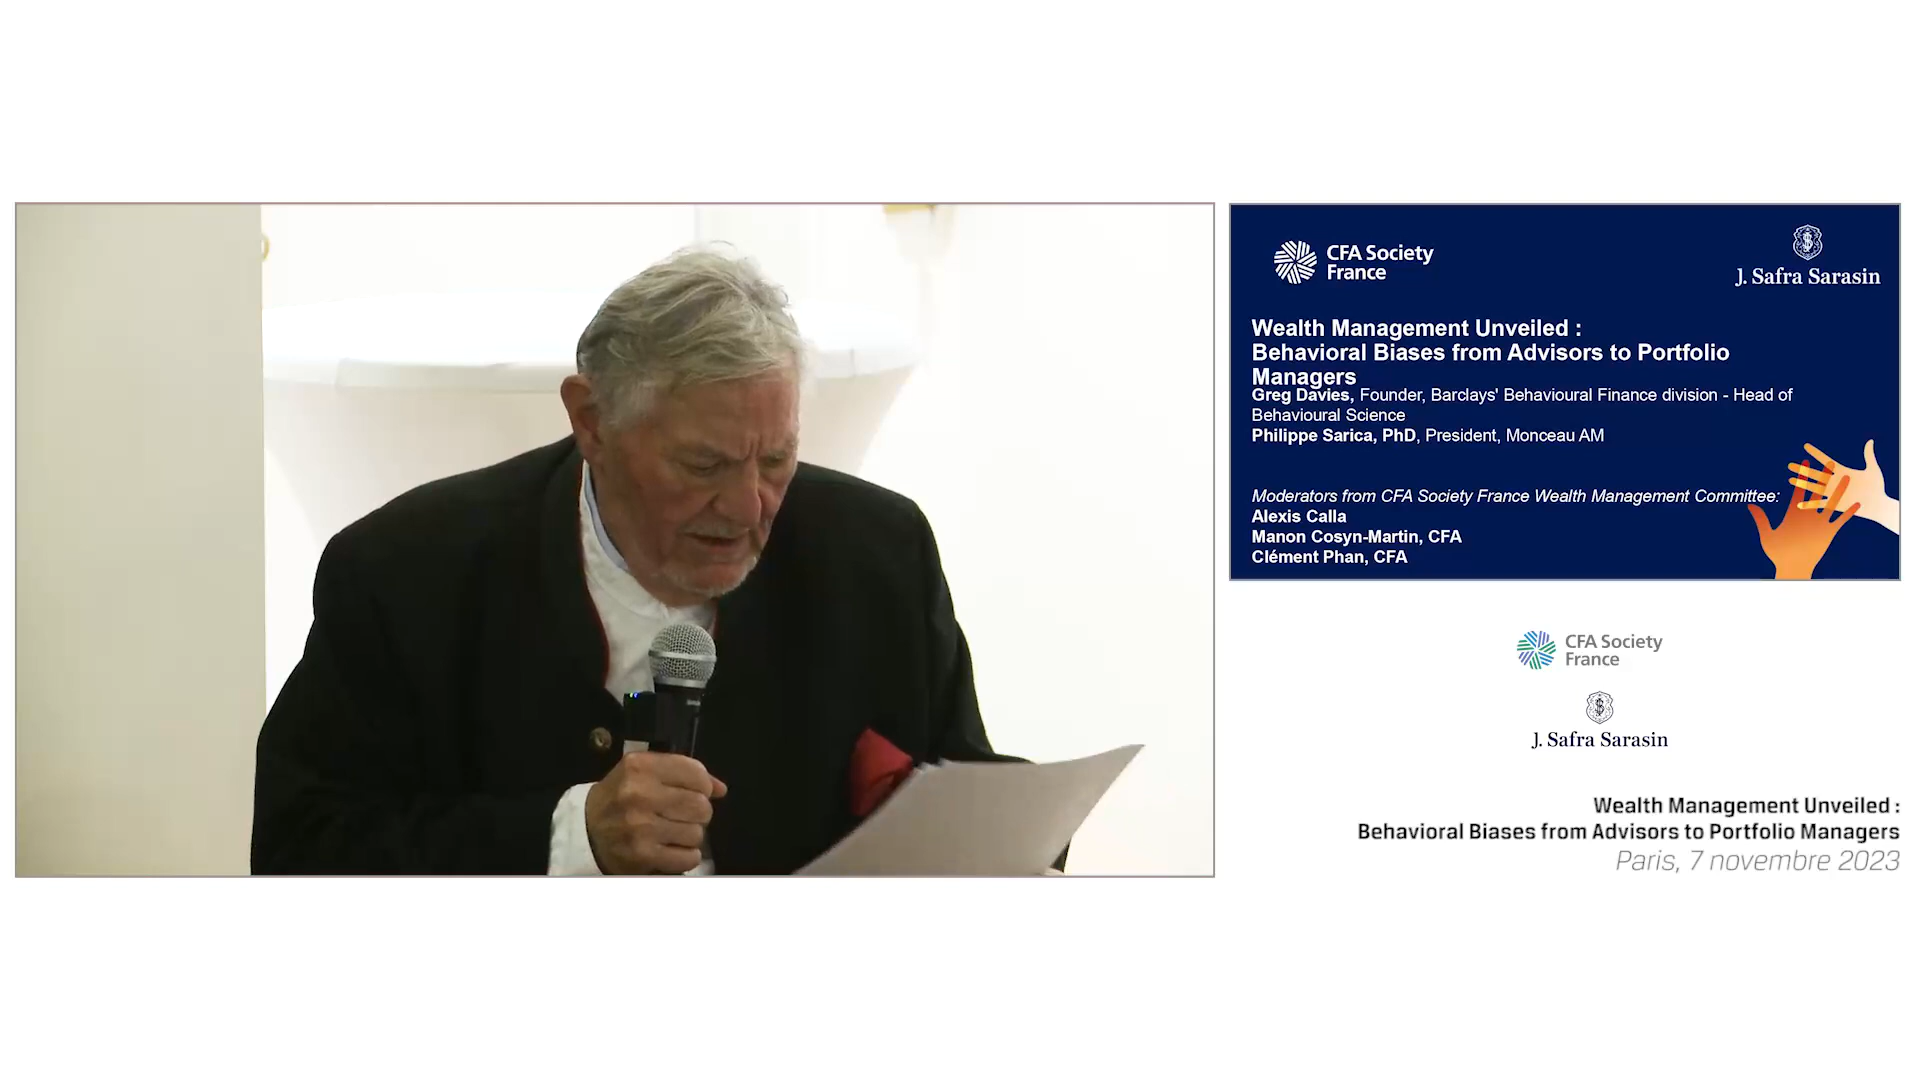 CFA Society
France
J. Safra Sarasin
Wealth Management Unveiled :
Behavioral Biases from Advisors to Portfolio
Managers
Greg Davies, Founder, Barclays' Behavioural Finance division - Head of
Behavioural Science
Philippe Sarica, PhD, President, Monceau AM
Moderators from CFA Society France Wealth Management Committee:
Alexis Calla
Manon Cosyn-Martin, CFA
Clément Phan, CFA
CFA Society
France
J. Safra Sarasin
Wealth Management Unveiled :
Behavioral Biases from Advisors to Portfolio Managers
Paris, 7 novembre 2023